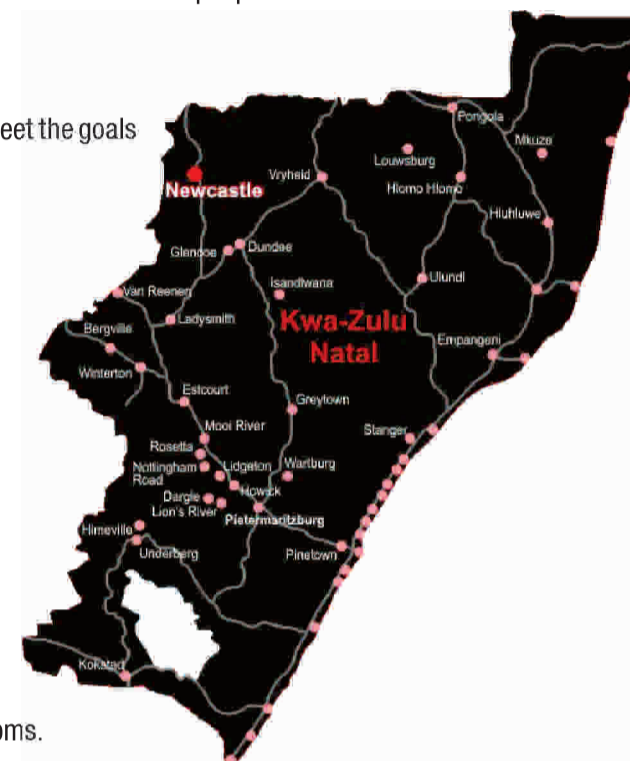 eet the goals
Pongola
Mkuze
Louwsburg
Newcastle
Vryheid
Hlomo Hlomo
Hluhluwe
Glencoe
Dundee
Van Reenen
Isandlwana
Ulundi
Ladysmith
Kwa-Zulu
Natal
Bergville
Empangeni
Winterton
Estcourt
Greytown
Mooi River
Stanger
Rosetta
Nottingham
Road
Lidgeton
Wartburg
Howick
Dargle
Lion's River
Pietermaritzburg
Himeville
Underberg
Pinetown
Kokstad
oms.